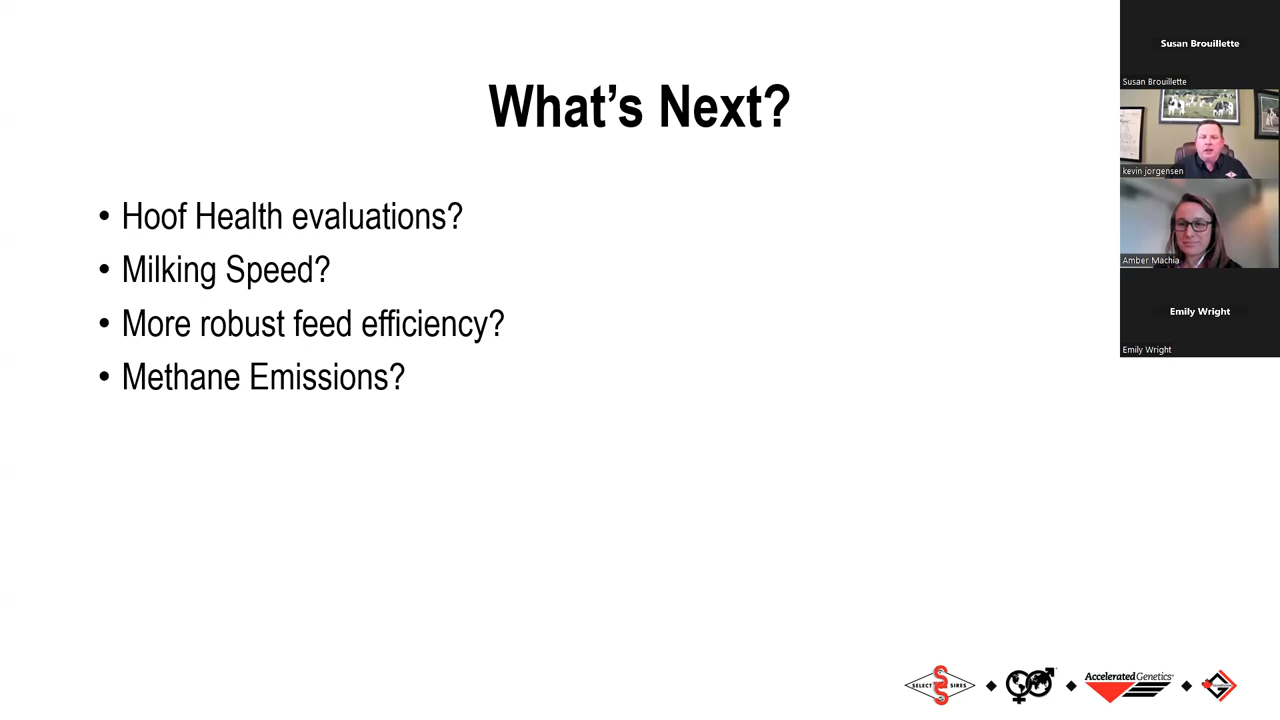 What's Next?
• Hoof Health evaluations?
• Milking Speed?
• More robust feed efficiency?
• Methane Emissions?
Susan Brouillette
Susan Brouillette
kevin jorgensen
Amber Machia
Emily Wright
Emily Wright
SELECT SIRES
Accelerated Genetics